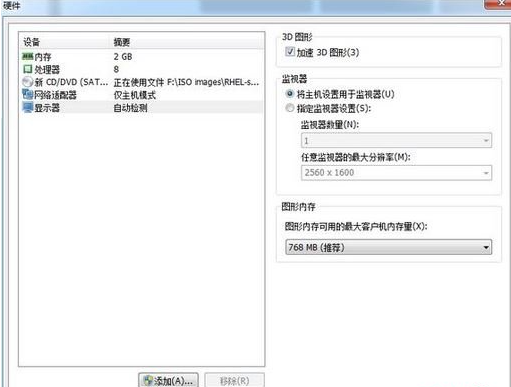 硬件
设备 摘要
内存 2 GB
处理器 8
新 CD/DVD (SAT... 正在使用文件 F:\ISO images\RHEL-s...
网络适配器 仅主机模式
显示器 自动检测
添加(A)... 移除(R)
3D 图形
加速 3D 图形(3)
监视器
将主机设置用于监视器(U)
指定监视器设置(S):
监视器数量(N):
1
任意监视器的最大分辨率(M):
2560 x 1600
图形内存
图形内存可用的最大客户机内存量(X):
768 MB (推荐)